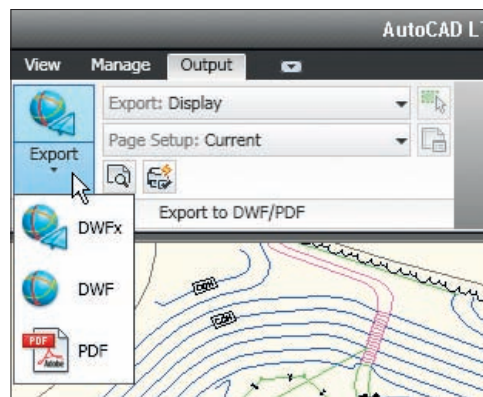 AutoCAD LT
View Manage Output
Export
Export: Display
Page Setup: Current
Export to DWF/PDF
DWFx
DWF
PDF
PDF
Adobe